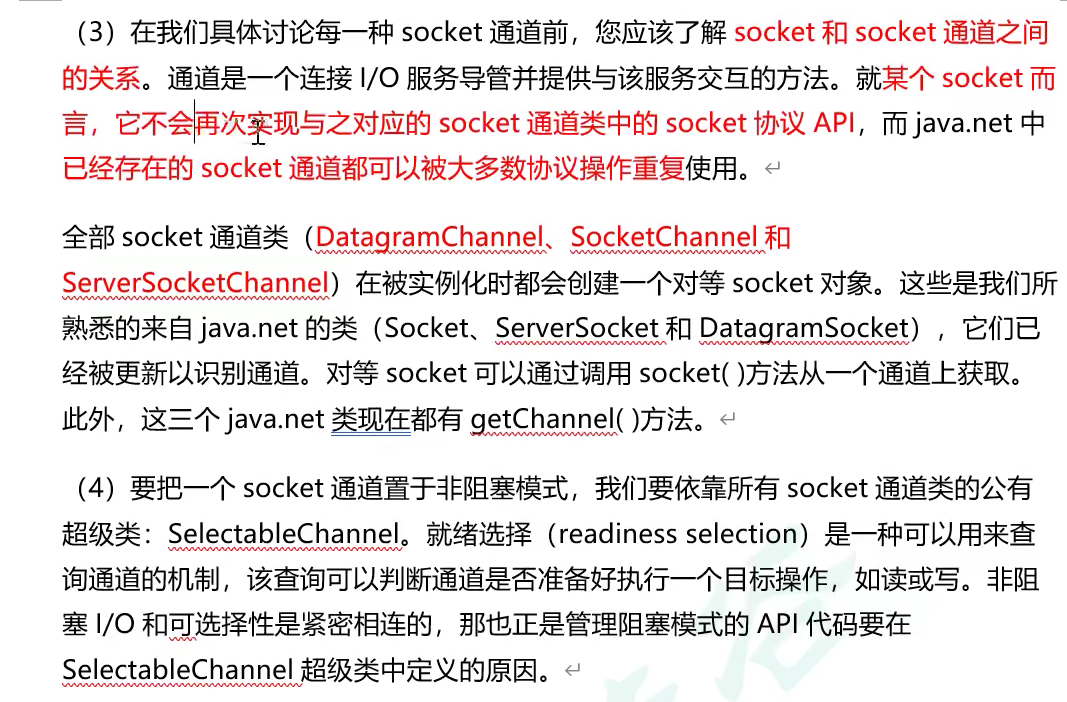 （3）在我们具体讨论每一种 socket 通道前，您应该了解 socket 和 socket 通道之间
的关系。通道是一个连接 I/O 服务导管并提供与该服务交互的方法。就某个 socket 而
言，它不会再次实现与之对应的 socket 通道类中的 socket 协议 API，而 java.net 中
已经存在的 socket 通道都可以被大多数协议操作重复使用。
全部 socket 通道类（DatagramChannel、SocketChannel 和
ServerSocketChannel）在被实例化时都会创建一个对等 socket 对象。这些是我们所
熟悉的来自 java.net 的类（Socket、ServerSocket 和 DatagramSocket），它们已
经被更新以识别通道。对等 socket 可以通过调用 socket( )方法从一个通道上获取。
此外，这三个 java.net 类现在都有 getChannel( )方法。
（4）要把一个 socket 通道置于非阻塞模式，我们要依靠所有 socket 通道类的公有
超级类：SelectableChannel。就绪选择（readiness selection）是一种可以用来查
询通道的机制，该查询可以判断通道是否准备好执行一个目标操作，如读或写。非阻
塞 I/O 和可选择性是紧密相连的，那也正是管理阻塞模式的 API 代码要在
SelectableChannel 超级类中定义的原因。